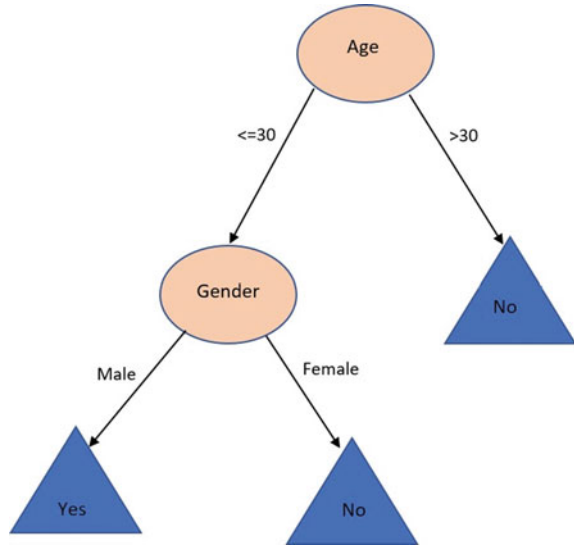 Age
<=30
>30
Gender
No
Male
Female
Yes
No